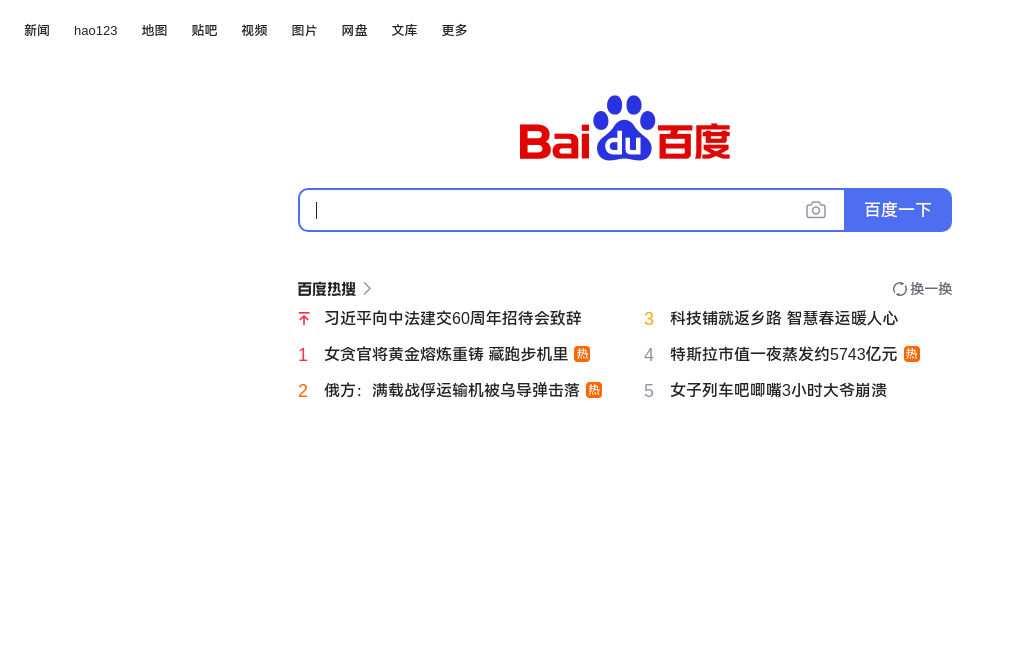 新闻 hao123 地图 贴吧 视频 图片 网盘 文库 更多
Bai du 百度
百度一下
百度热搜 换一换
习近平向中法建交60周年招待会致辞
1 女贪官将黄金熔炼重铸 藏跑步机里 热
2 俄方：满载战俘运输机被乌导弹击落 热
3 科技铺就返乡路 智慧春运暖人心
4 特斯拉市值一夜蒸发约5743亿元 热
5 女子列车吧唧嘴3小时大爷崩溃